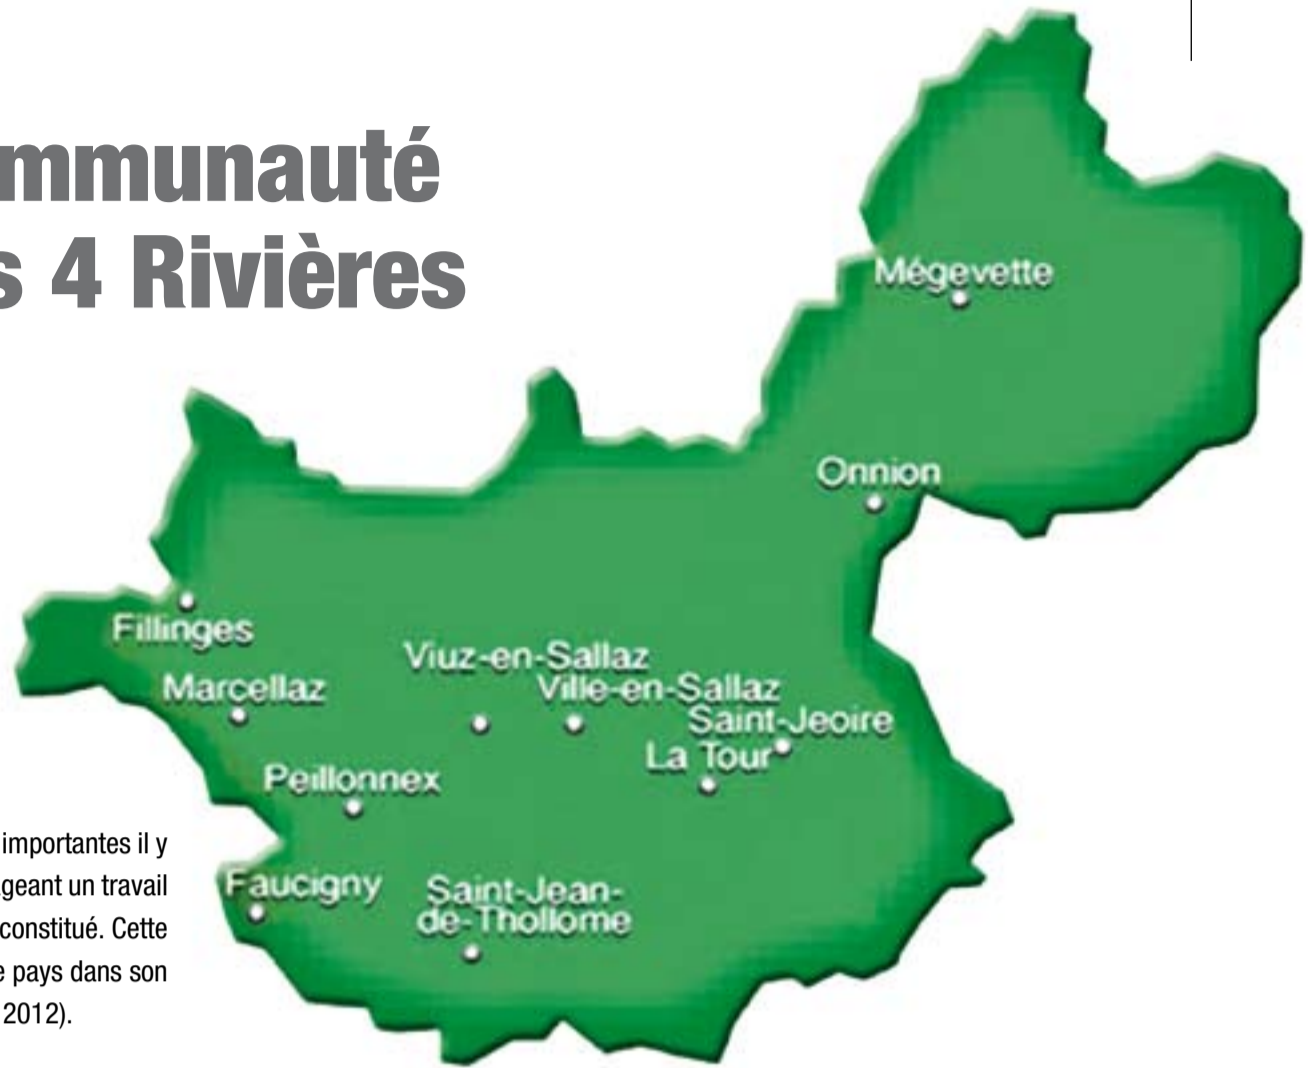 mmunauté
s 4 Rivières
Mégevette
Onnion
Fillinges
Viuz-en-Sallaz
Marcellaz
Ville-en-Sallaz
Saint-Jeoire
La Tour
Peillonnex
Faucigny
Saint-Jean-
de-Thollome
importantes il y
geant un travail
constitué. Cette
e pays dans son
2012).